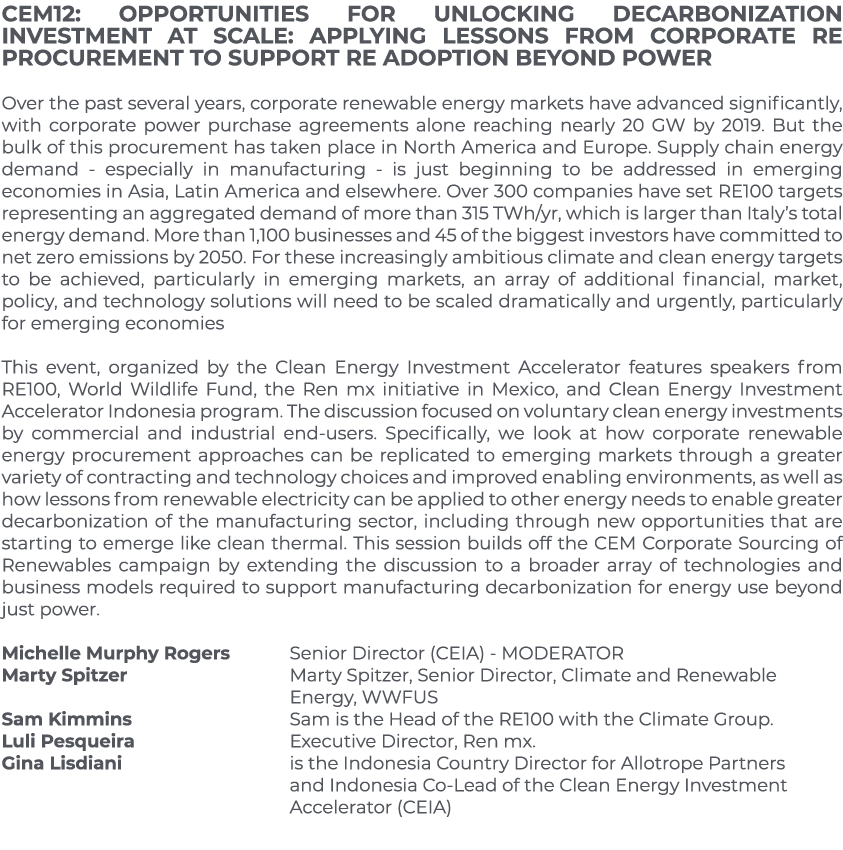 CEM12: OPPORTUNITIES FOR UNLOCKING DECARBONIZATION
INVESTMENT AT SCALE: APPLYING LESSONS FROM CORPORATE RE
PROCUREMENT TO SUPPORT RE ADOPTION BEYOND POWER
Over the past several years, corporate renewable energy markets have advanced significantly,
with corporate power purchase agreements alone reaching nearly 20 GW by 2019. But the
bulk of this procurement has taken place in North America and Europe. Supply chain energy
demand - especially in manufacturing - is just beginning to be addressed in emerging
economies in Asia, Latin America and elsewhere. Over 300 companies have set RE100 targets
representing an aggregated demand of more than 315 TWh/yr, which is larger than Italy's total
energy demand. More than 1,100 businesses and 45 of the biggest investors have committed to
net zero emissions by 2050. For these increasingly ambitious climate and clean energy targets
to be achieved, particularly in emerging markets, an array of additional financial, market,
policy, and technology solutions will need to be scaled dramatically and urgently, particularly
for emerging economies
This event, organized by the Clean Energy Investment Accelerator features speakers from
RE100, World Wildlife Fund, the Ren mx initiative in Mexico, and Clean Energy Investment
Accelerator Indonesia program. The discussion focused on voluntary clean energy investments
by commercial and industrial end-users. Specifically, we look at how corporate renewable
energy procurement approaches can be replicated to emerging markets through a greater
variety of contracting and technology choices and improved enabling environments, as well as
how lessons from renewable electricity can be applied to other energy needs to enable greater
decarbonization of the manufacturing sector, including through new opportunities that are
starting to emerge like clean thermal. This session builds off the CEM Corporate Sourcing of
Renewables campaign by extending the discussion to a broader array of technologies and
business models required to support manufacturing decarbonization for energy use beyond
just power.
Michelle Murphy Rogers Senior Director (CEIA) - MODERATOR
Marty Spitzer Marty Spitzer, Senior Director, Climate and Renewable
Energy, WWFUS
Sam Kimmins Sam is the Head of the RE100 with the Climate Group.
Luli Pesqueira Executive Director, Ren mx.
Gina Lisdiani is the Indonesia Country Director for Allotrope Partners
and Indonesia Co-Lead of the Clean Energy Investment
Accelerator (CEIA)